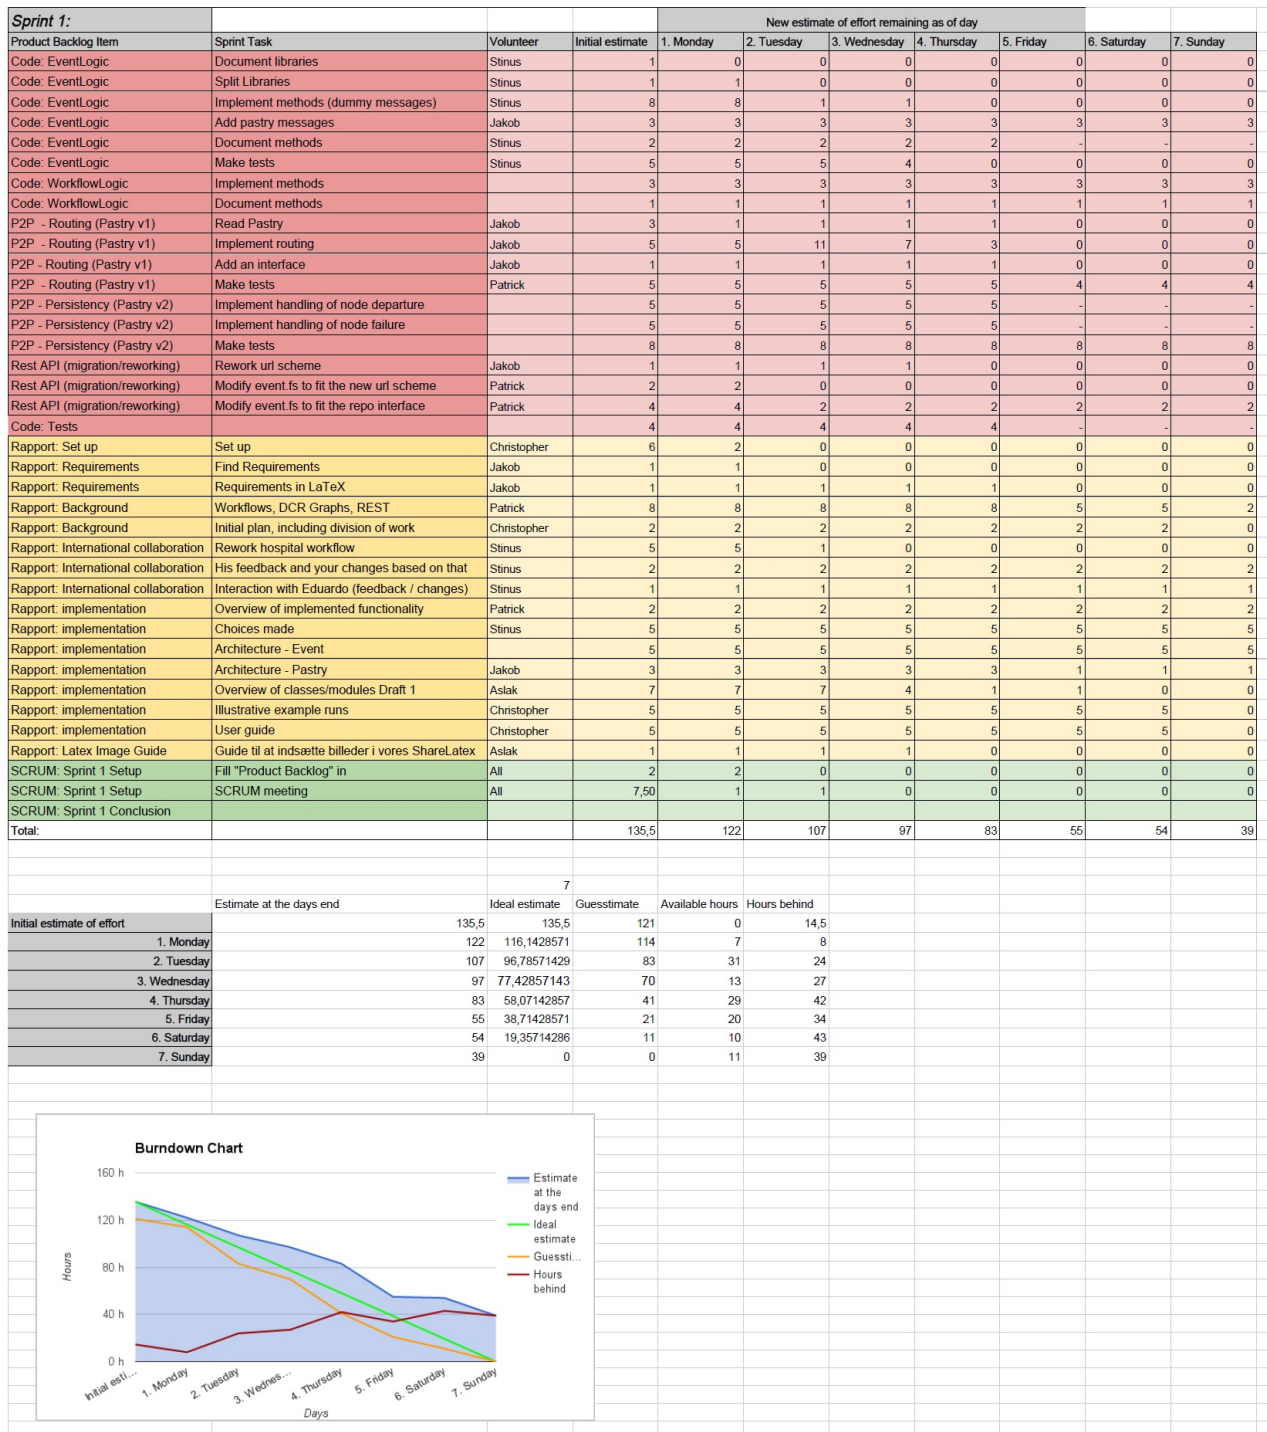 Sprint 1: New estimate of effort remaining as of day
Product Backlog Item Sprint Task Volunteer Initial estimate 1. Monday 2. Tuesday 3. Wednesday 4. Thursday 5. Friday 6. Saturday 7. Sunday
Code: EventLogic Document libraries Stinus 1 0 0 0 0 0 0 0
Code: EventLogic Split Libraries Stinus 1 1 0 0 0 0 0 0
Code: EventLogic Implement methods (dummy messages) Stinus 8 8 1 1 0 0 0 0
Code: EventLogic Add pastry messages Jakob 3 3 3 3 3 3 3 3
Code: EventLogic Document methods Stinus 2 2 2 2 2 - - -
Code: EventLogic Make tests Stinus 5 5 5 4 0 0 0 0
Code: WorkflowLogic Implement methods 3 3 3 3 3 3 3 3
Code: WorkflowLogic Document methods 1 1 1 1 1 1 1 1
P2P - Routing (Pastry v1) Read Pastry Jakob 3 1 1 1 1 0 0 0
P2P - Routing (Pastry v1) Implement routing Jakob 5 5 11 7 3 0 0 0
P2P - Routing (Pastry v1) Add an interface Jakob 1 1 1 1 1 0 0 0
P2P - Routing (Pastry v1) Make tests Patrick 5 5 5 5 5 4 4 4
P2P - Persistency (Pastry v2) Implement handling of node departure 5 5 5 5 5 - - -
P2P - Persistency (Pastry v2) Implement handling of node failure 5 5 5 5 5 - - -
P2P - Persistency (Pastry v2) Make tests 8 8 8 8 8 8 8 8
Rest API (migration/reworking) Rework url scheme Jakob 1 1 1 1 0 0 0 0
Rest API (migration/reworking) Modify event.fs to fit the new url scheme Patrick 2 2 0 0 0 0 0 0
Rest API (migration/reworking) Modify event.fs to fit the repo interface Patrick 4 4 2 2 2 2 2 2
Code: Tests 4 4 4 4 4 - - -
Rapport: Set up Set up Christopher 6 2 0 0 0 0 0 0
Rapport: Requirements Find Requirements Jakob 1 1 0 0 0 0 0 0
Rapport: Requirements Requirements in LaTeX Jakob 1 1 1 1 1 0 0 0
Rapport: Background Workflows, DCR Graphs, REST Patrick 8 8 8 8 8 5 5 2
Rapport: Background Initial plan, including division of work Christopher 2 2 2 2 2 2 2 0
Rapport: International collaboration Rework hospital workflow Stinus 5 5 1 0 0 0 0 0
Rapport: International collaboration His feedback and your changes based on that Stinus 2 2 2 2 2 2 2 2
Rapport: International collaboration Interaction with Eduardo (feedback / changes) Stinus 1 1 1 1 1 1 1 1
Rapport: implementation Overview of implemented functionality Patrick 2 2 2 2 2 2 2 2
Rapport: implementation Choices made Stinus 5 5 5 5 5 5 5 5
Rapport: implementation Architecture - Event 5 5 5 5 5 5 5 5
Rapport: implementation Architecture - Pastry Jakob 3 3 3 3 3 1 1 1
Rapport: implementation Overview of classes/modules Draft 1 Aslak 7 7 7 4 1 1 0 0
Rapport: implementation Illustrative example runs Christopher 5 5 5 5 5 5 5 0
Rapport: implementation User guide Christopher 5 5 5 5 5 5 5 0
Rapport: Latex Image Guide Guide til at indsætte billeder i vores ShareLatex Aslak 1 1 1 1 0 0 0 0
SCRUM: Sprint 1 Setup Fill "Product Backlog" in All 2 2 0 0 0 0 0 0
SCRUM: Sprint 1 Setup SCRUM meeting All 7,50 1 1 0 0 0 0 0
SCRUM: Sprint 1 Conclusion
Total: 135,5 122 107 97 83 55 54 39
7
Estimate at the days end Ideal estimate Guesstimate Available hours Hours behind
Initial estimate of effort 135,5 135,5 121 0 14,5
1. Monday 122 116,1428571 114 7 8
2. Tuesday 107 96,78571429 83 31 24
3. Wednesday 97 77,42857143 70 13 27
4. Thursday 83 58,07142857 41 29 42
5. Friday 55 38,71428571 21 20 34
6. Saturday 54 19,35714286 11 10 43
7. Sunday 39 0 0 11 39
Burndown Chart
160 h
120 h
80 h
40 h
0 h
Hours
Initial esti... 1. Monday 2. Tuesday 3. Wednes... 4. Thursday 5. Friday 6. Saturday 7. Sunday
Days
Estimate
at the
days end
Ideal
estimate
Guessti...
Hours
behind